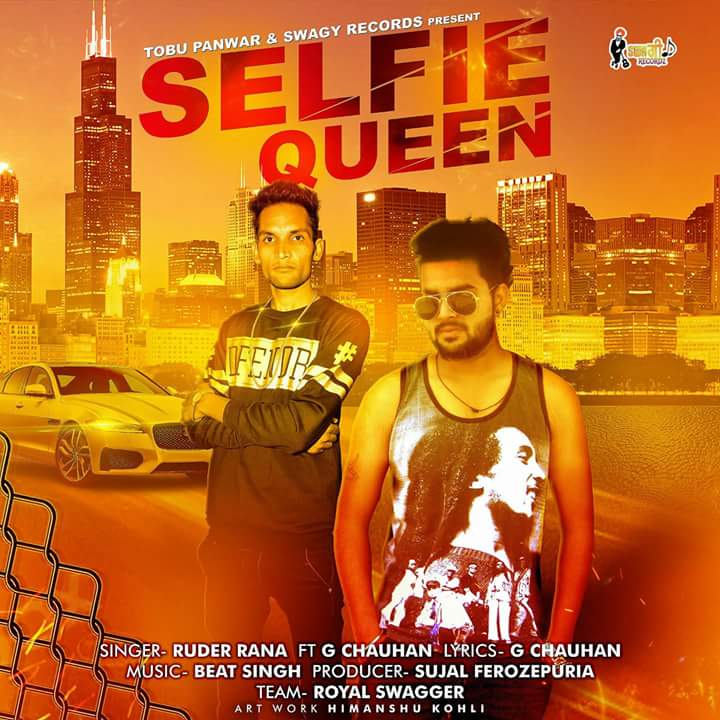 TOBU PANWAR & SWAGY RECORDS PRESENT
SELFIE
QUEEN
RECORDZ
#
SINGER- RUDER RANA FT G CHAUHAN LYRICS- G CHAUHAN
MUSIC- BEAT SINGH PRODUCER- SUJAL FEROZEPURIA
TEAM- ROYAL SWAGGER
ART WORK HIMANSHU KOHLI